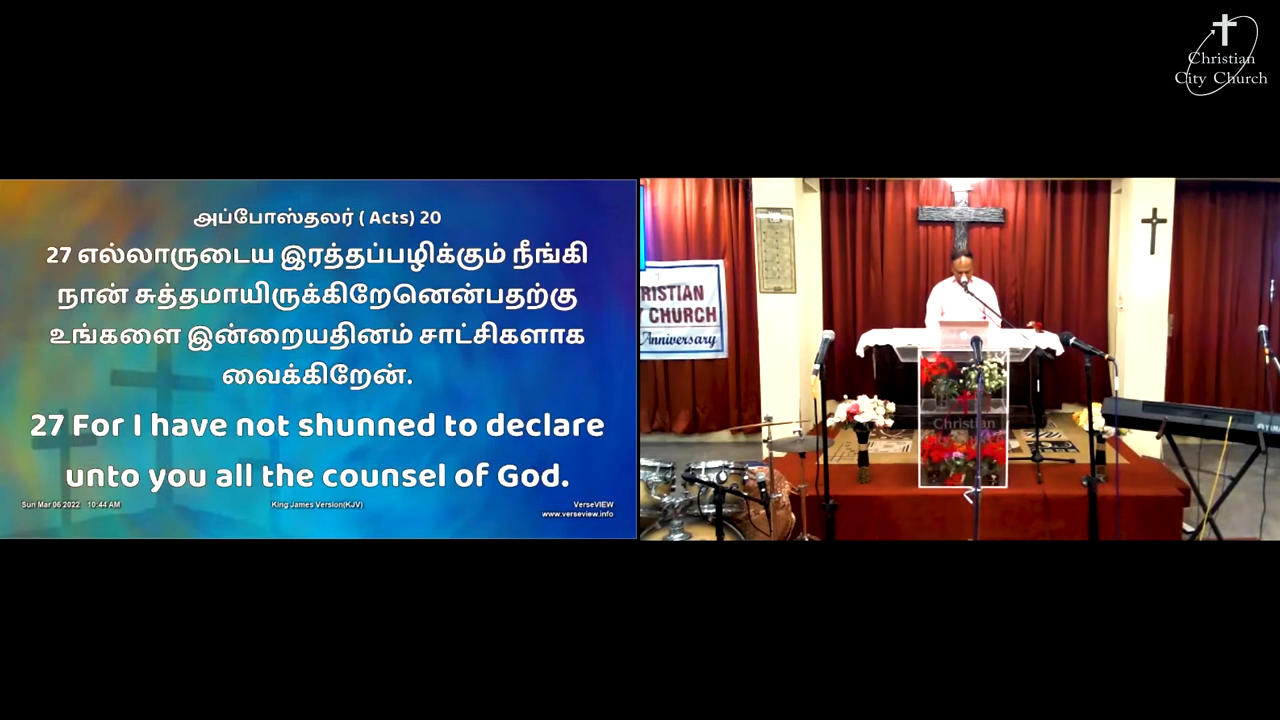 Christian
City Church
அப்போஸ்தலர் ( Acts) 20
27 எல்லாருடைய இரத்தப்பழிக்கும் நீங்கி
நான் சுத்தமாயிருக்கிறேனென்பதற்கு
உங்களை இன்றையதினம் சாட்சிகளாக
வைக்கிறேன்.
27 For I have not shunned to declare
unto you all the counsel of God.
Sun Mar 06 2022 10:44 AM
King James Version(KJV)
VerseVIEW
www.verseview.info
RISTIAN
CHURCH
Anniversary
Christian